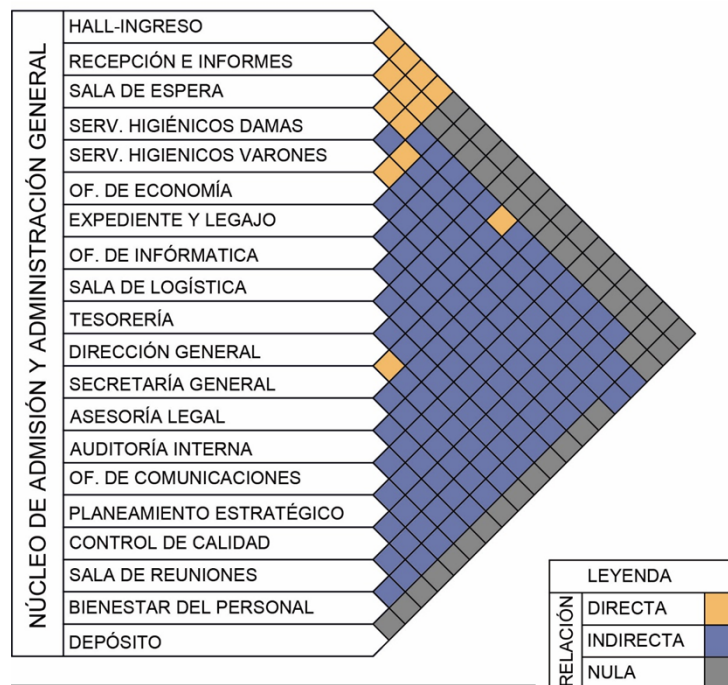 NÚCLEO DE ADMISIÓN Y ADMINISTRACIÓN GENERAL
HALL-INGRESO
RECEPCIÓN E INFORMES
SALA DE ESPERA
SERV. HIGIÉNICOS DAMAS
SERV. HIGIENICOS VARONES
OF. DE ECONOMÍA
EXPEDIENTE Y LEGAJO
OF. DE INFÓRMATICA
SALA DE LOGÍSTICA
TESORERÍA
DIRECCIÓN GENERAL
SECRETARÍA GENERAL
ASESORÍA LEGAL
AUDITORÍA INTERNA
OF. DE COMUNICACIONES
PLANEAMIENTO ESTRATÉGICO
CONTROL DE CALIDAD
SALA DE REUNIONES
BIENESTAR DEL PERSONAL
DEPÓSITO
LEYENDA
RELACIÓN
DIRECTA
INDIRECTA
NULA